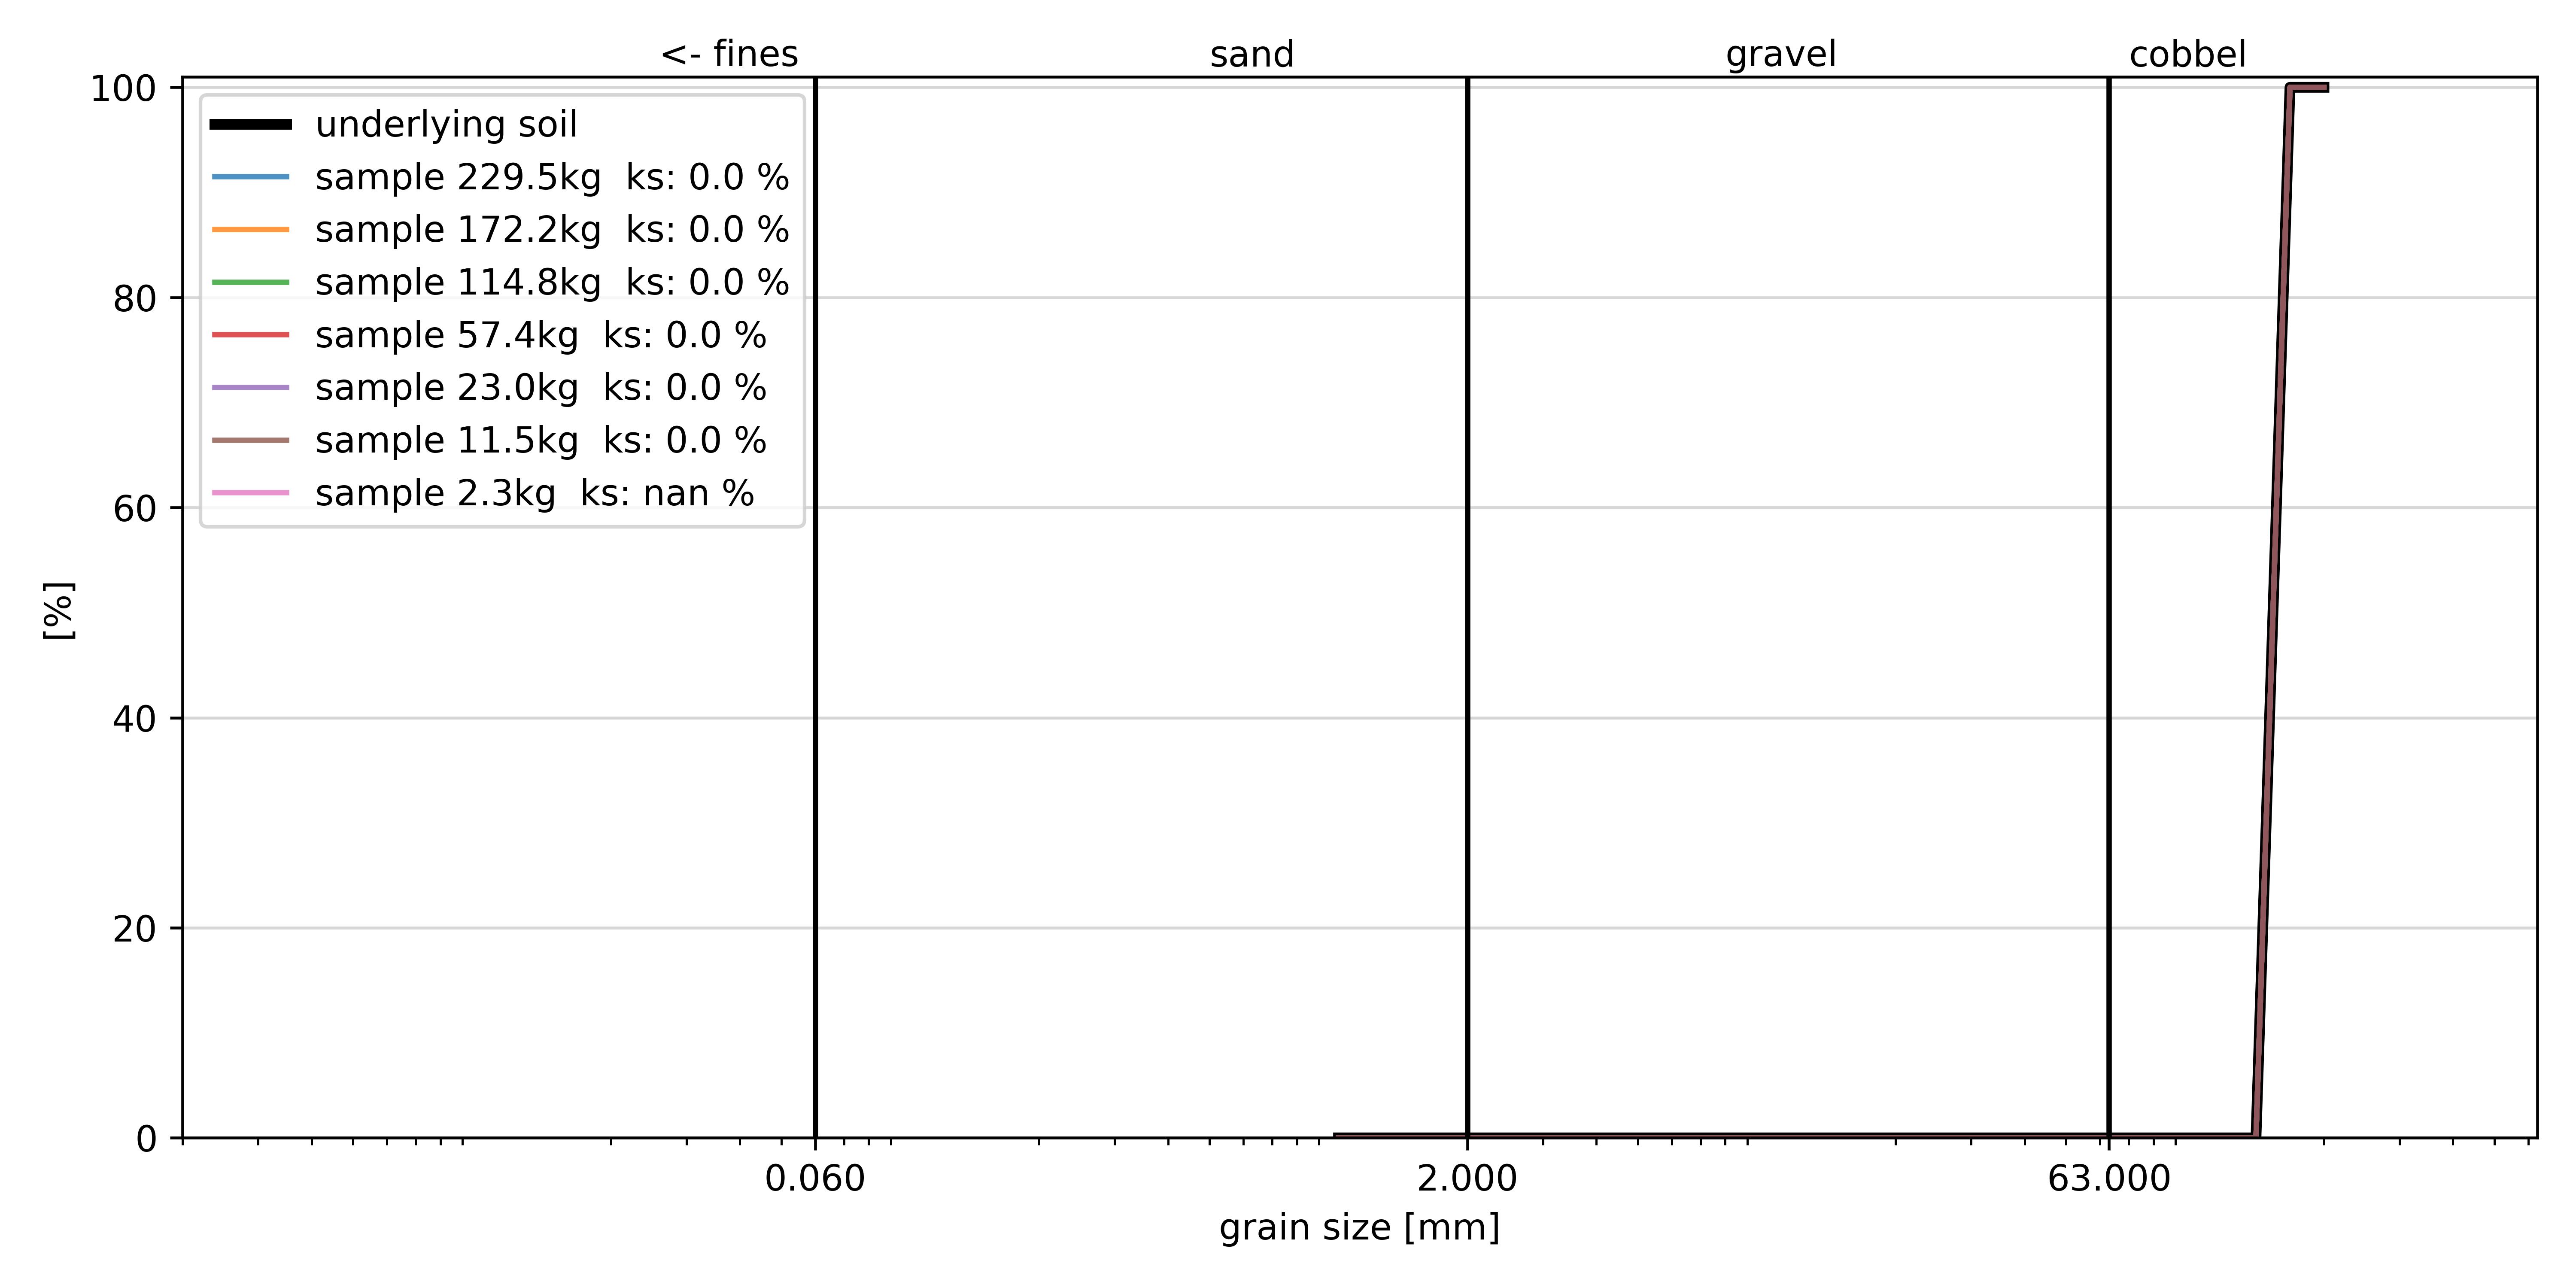 <- fines sand gravel cobbel
100
80
60
40
20
0
[%]
underlying soil
sample 229.5kg  ks: 0.0 %
sample 172.2kg  ks: 0.0 %
sample 114.8kg  ks: 0.0 %
sample 57.4kg  ks: 0.0 %
sample 23.0kg  ks: 0.0 %
sample 11.5kg  ks: 0.0 %
sample 2.3kg  ks: nan %
0.060 2.000 63.000
grain size [mm]